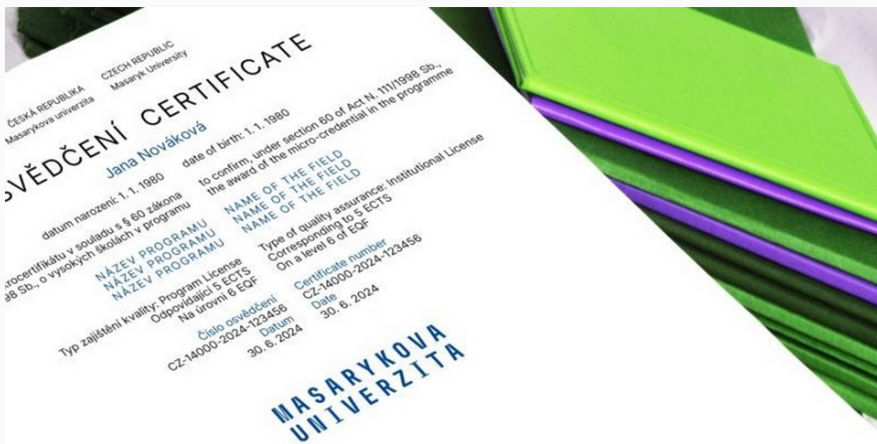 ČESKÁ REPUBLIKA
Masarykova univerzita
CZECH REPUBLIC
Masaryk University
SVĚDČENÍ CERTIFICATE
Jana Nováková
datum narození: 1. 1. 1980
date of birth: 1. 1. 1980
rocertifikátu v souladu s § 60 zákona
98 Sb., o vysokých školách v programu
to confirm, under section 60 of Act N. 111/1998 Sb.,
the award of the micro-credential in the programme
NÁZEV PROGRAMU
NÁZEV PROGRAMU
NÁZEV PROGRAMU
NAME OF THE FIELD
NAME OF THE FIELD
NAME OF THE FIELD
Typ zajištění kvality: Program License
Odpovídající 5 ECTS
Na úrovni 6 EQF
Type of quality assurance: Institutional License
Corresponding to 5 ECTS
On a level 6 of EQF
Číslo osvědčení
CZ-14000-2024-123456
Datum
30. 6. 2024
Certificate number
CZ-14000-2024-123456
Date
30. 6. 2024
MASARYKOVA
UNIVERZITA